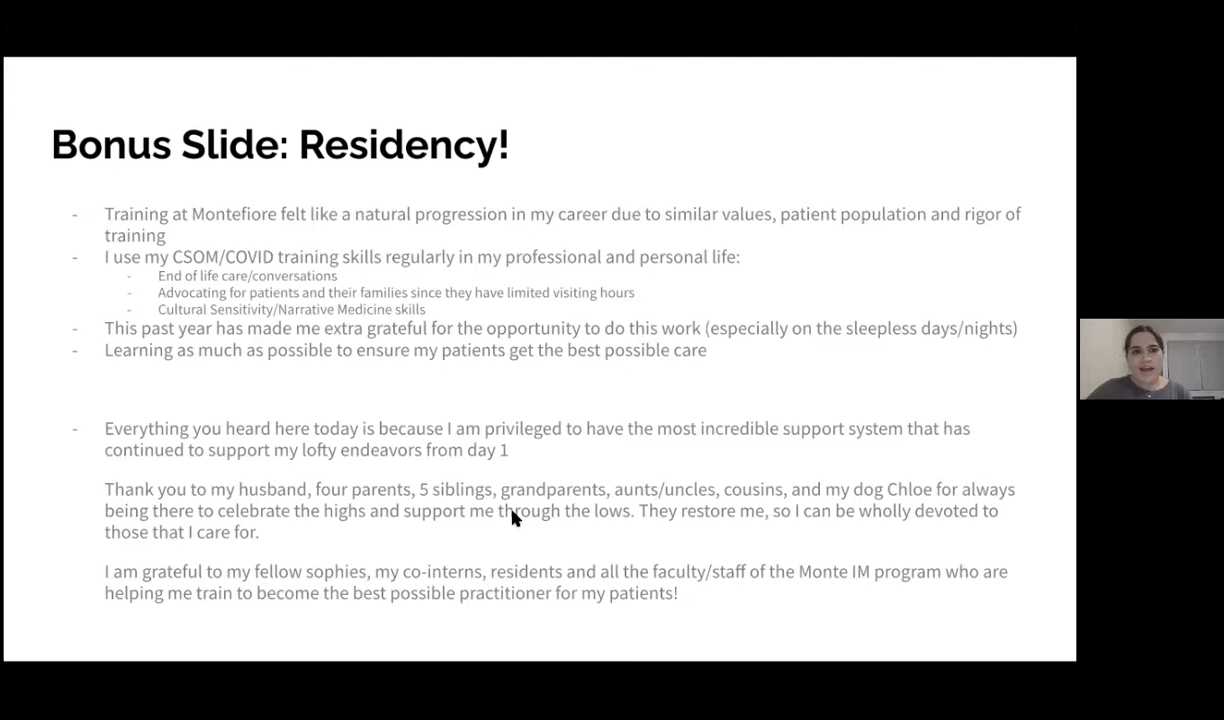 Bonus Slide: Residency!
- Training at Montefiore felt like a natural progression in my career due to similar values, patient population and rigor of
training
- I use my CSOM/COVID training skills regularly in my professional and personal life:
- End of life care/conversations
- Advocating for patients and their families since they have limited visiting hours
- Cultural Sensitivity/Narrative Medicine skills
- This past year has made me extra grateful for the opportunity to do this work (especially on the sleepless days/nights)
- Learning as much as possible to ensure my patients get the best possible care
- Everything you heard here today is because I am privileged to have the most incredible support system that has
continued to support my lofty endeavors from day 1
Thank you to my husband, four parents, 5 siblings, grandparents, aunts/uncles, cousins, and my dog Chloe for always
being there to celebrate the highs and support me through the lows. They restore me, so I can be wholly devoted to
those that I care for.
I am grateful to my fellow sophies, my co-interns, residents and all the faculty/staff of the Monte IM program who are
helping me train to become the best possible practitioner for my patients!